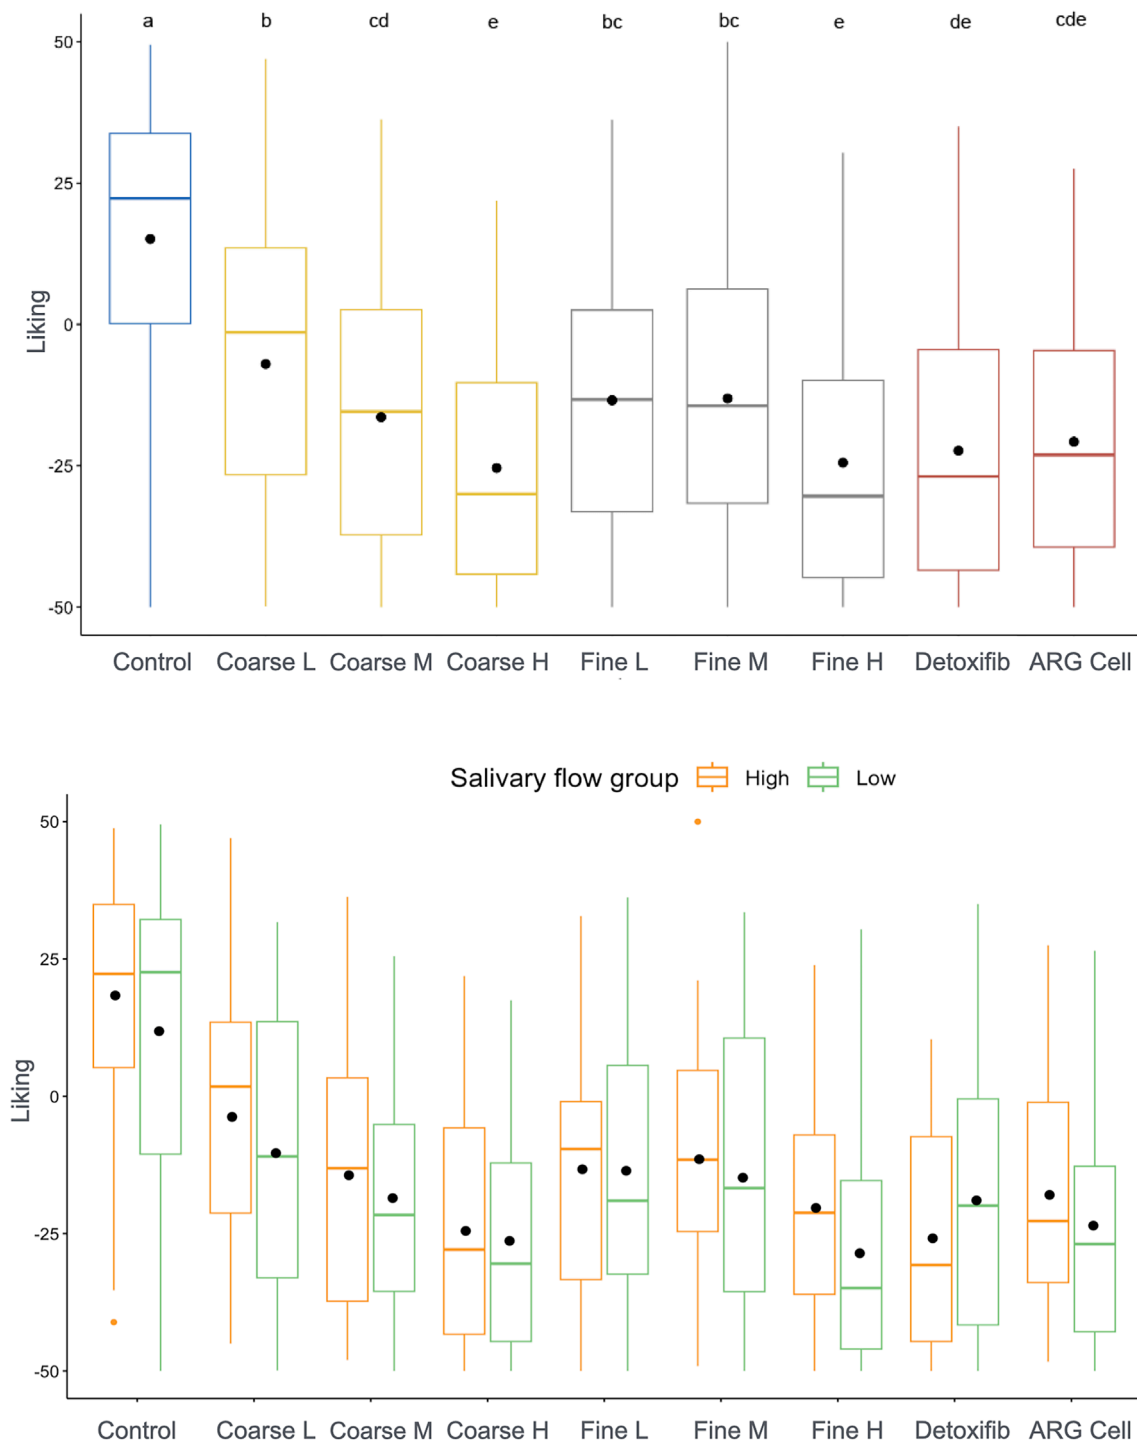 a b cd e bc bc e de cde
50
25
0
-25
-50
Liking
Control Coarse L Coarse M Coarse H Fine L Fine M Fine H Detoxifib ARG Cell
Salivary flow group High Low
50
25
0
-25
-50
Liking
Control Coarse L Coarse M Coarse H Fine L Fine M Fine H Detoxifib ARG Cell